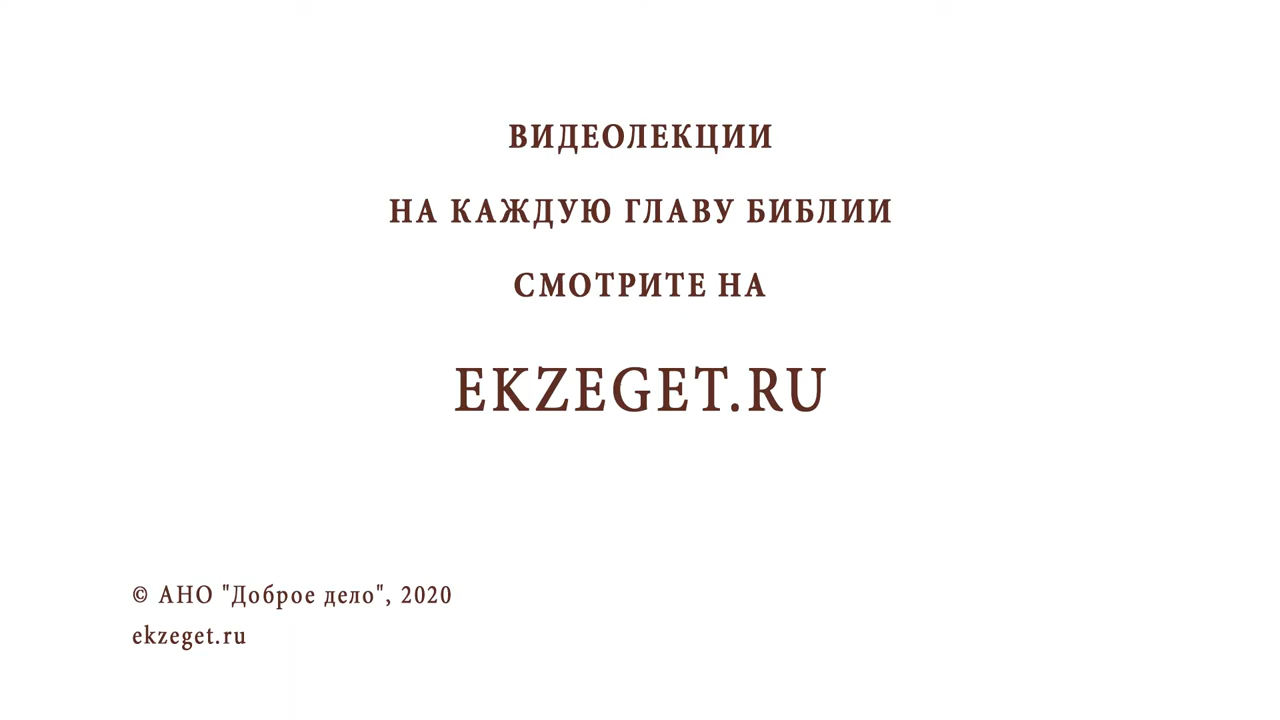 ВИДЕОЛЕКЦИИ
НА КАЖДУЮ ГЛАВУ БИБЛИИ
СМОТРИТЕ НА
EKZEGET.RU
© АНО "Доброе дело", 2020
ekzeget.ru